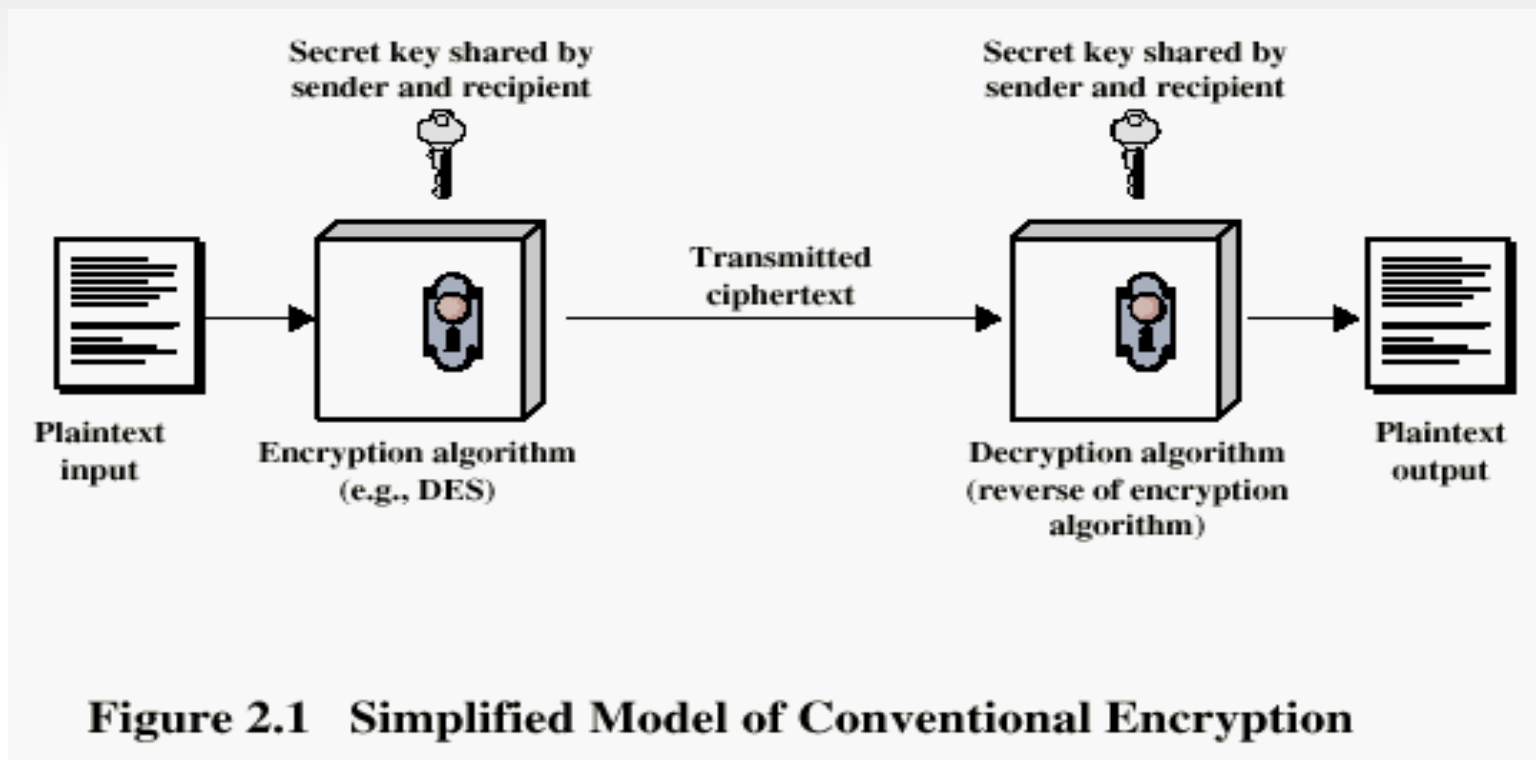 Secret key shared by
sender and recipient
Secret key shared by
sender and recipient
Transmitted
ciphertext
Plaintext
input
Encryption algorithm
(e.g., DES)
Decryption algorithm
(reverse of encryption
algorithm)
Plaintext
output
Figure 2.1 Simplified Model of Conventional Encryption